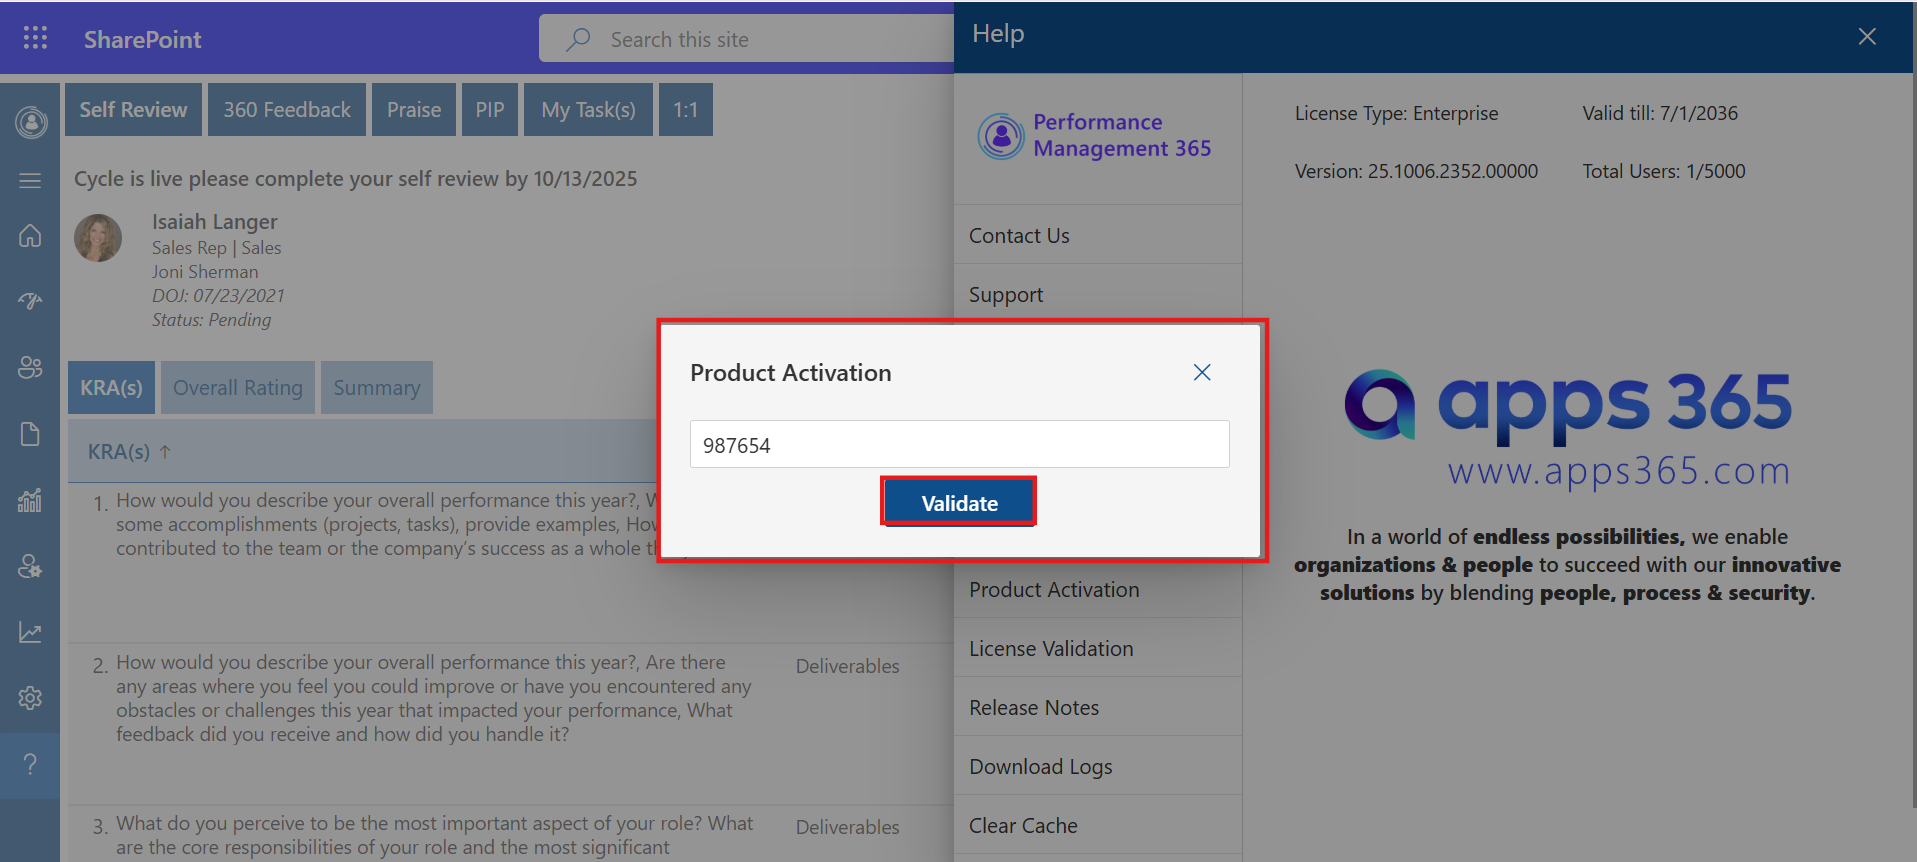 SharePoint
Search this site
Help
Self Review
360 Feedback
Praise
PIP
My Task(s)
1:1
Cycle is live please complete your self review by 10/13/2025
Isaiah Langer
Sales Rep | Sales
Joni Sherman
DOJ: 07/23/2021
Status: Pending
KRA(s)
Overall Rating
Summary
KRA(s) ↑
1. How would you describe your overall performance this year?,
some accomplishments (projects, tasks), provide examples,
contributed to the team or the company's success as a whole
2. How would you describe your overall performance this year?, Are there
any areas where you feel you could improve or have you encountered any
obstacles or challenges this year that impacted your performance, What
feedback did you receive and how did you handle it?
Deliverables
3. What do you perceive to be the most important aspect of your role? What
are the core responsibilities of your role and the most significant
Deliverables
Product Activation
987654
Validate
Performance
Management 365
Contact Us
Support
Product Activation
License Validation
Release Notes
Download Logs
Clear Cache
License Type: Enterprise
Valid till: 7/1/2036
Version: 25.1006.2352.00000
Total Users: 1/5000
apps 365
www.apps365.com
In a world of endless possibilities, we enable
organizations & people to succeed with our innovative
solutions by blending people, process & security.